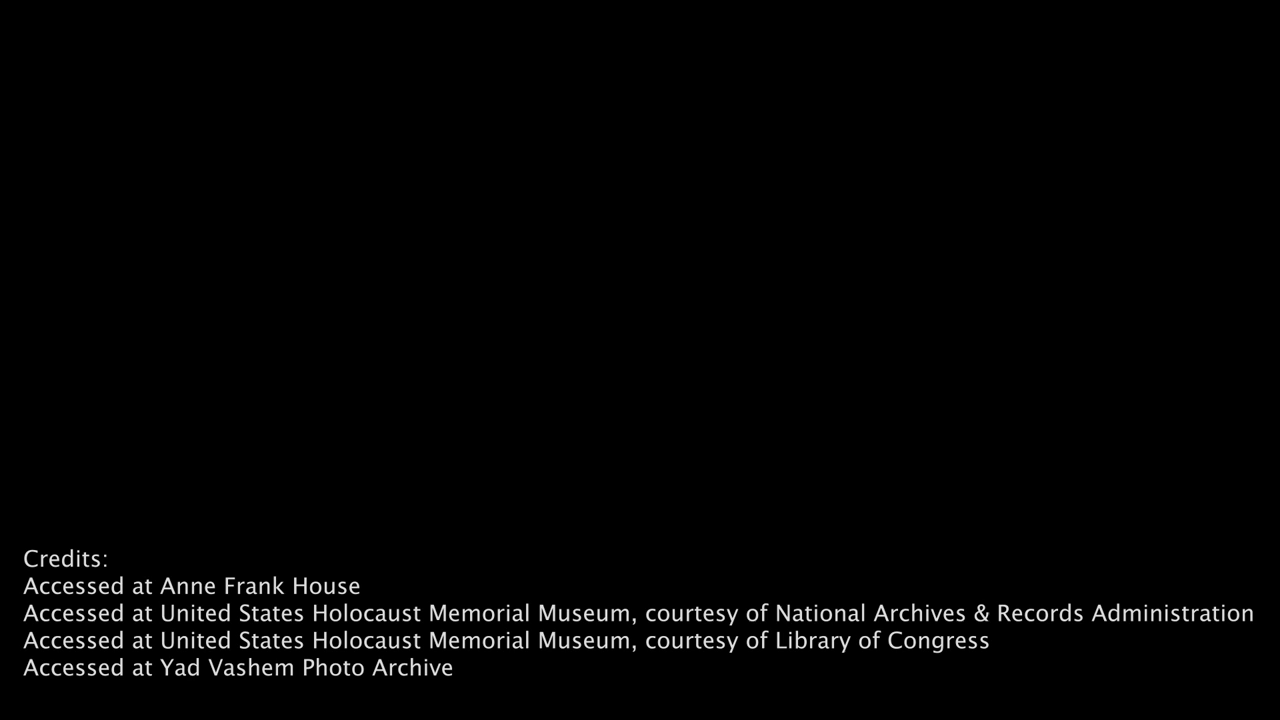 Credits:
Accessed at Anne Frank House
Accessed at United States Holocaust Memorial Museum, courtesy of National Archives & Records Administration
Accessed at United States Holocaust Memorial Museum, courtesy of Library of Congress
Accessed at Yad Vashem Photo Archive